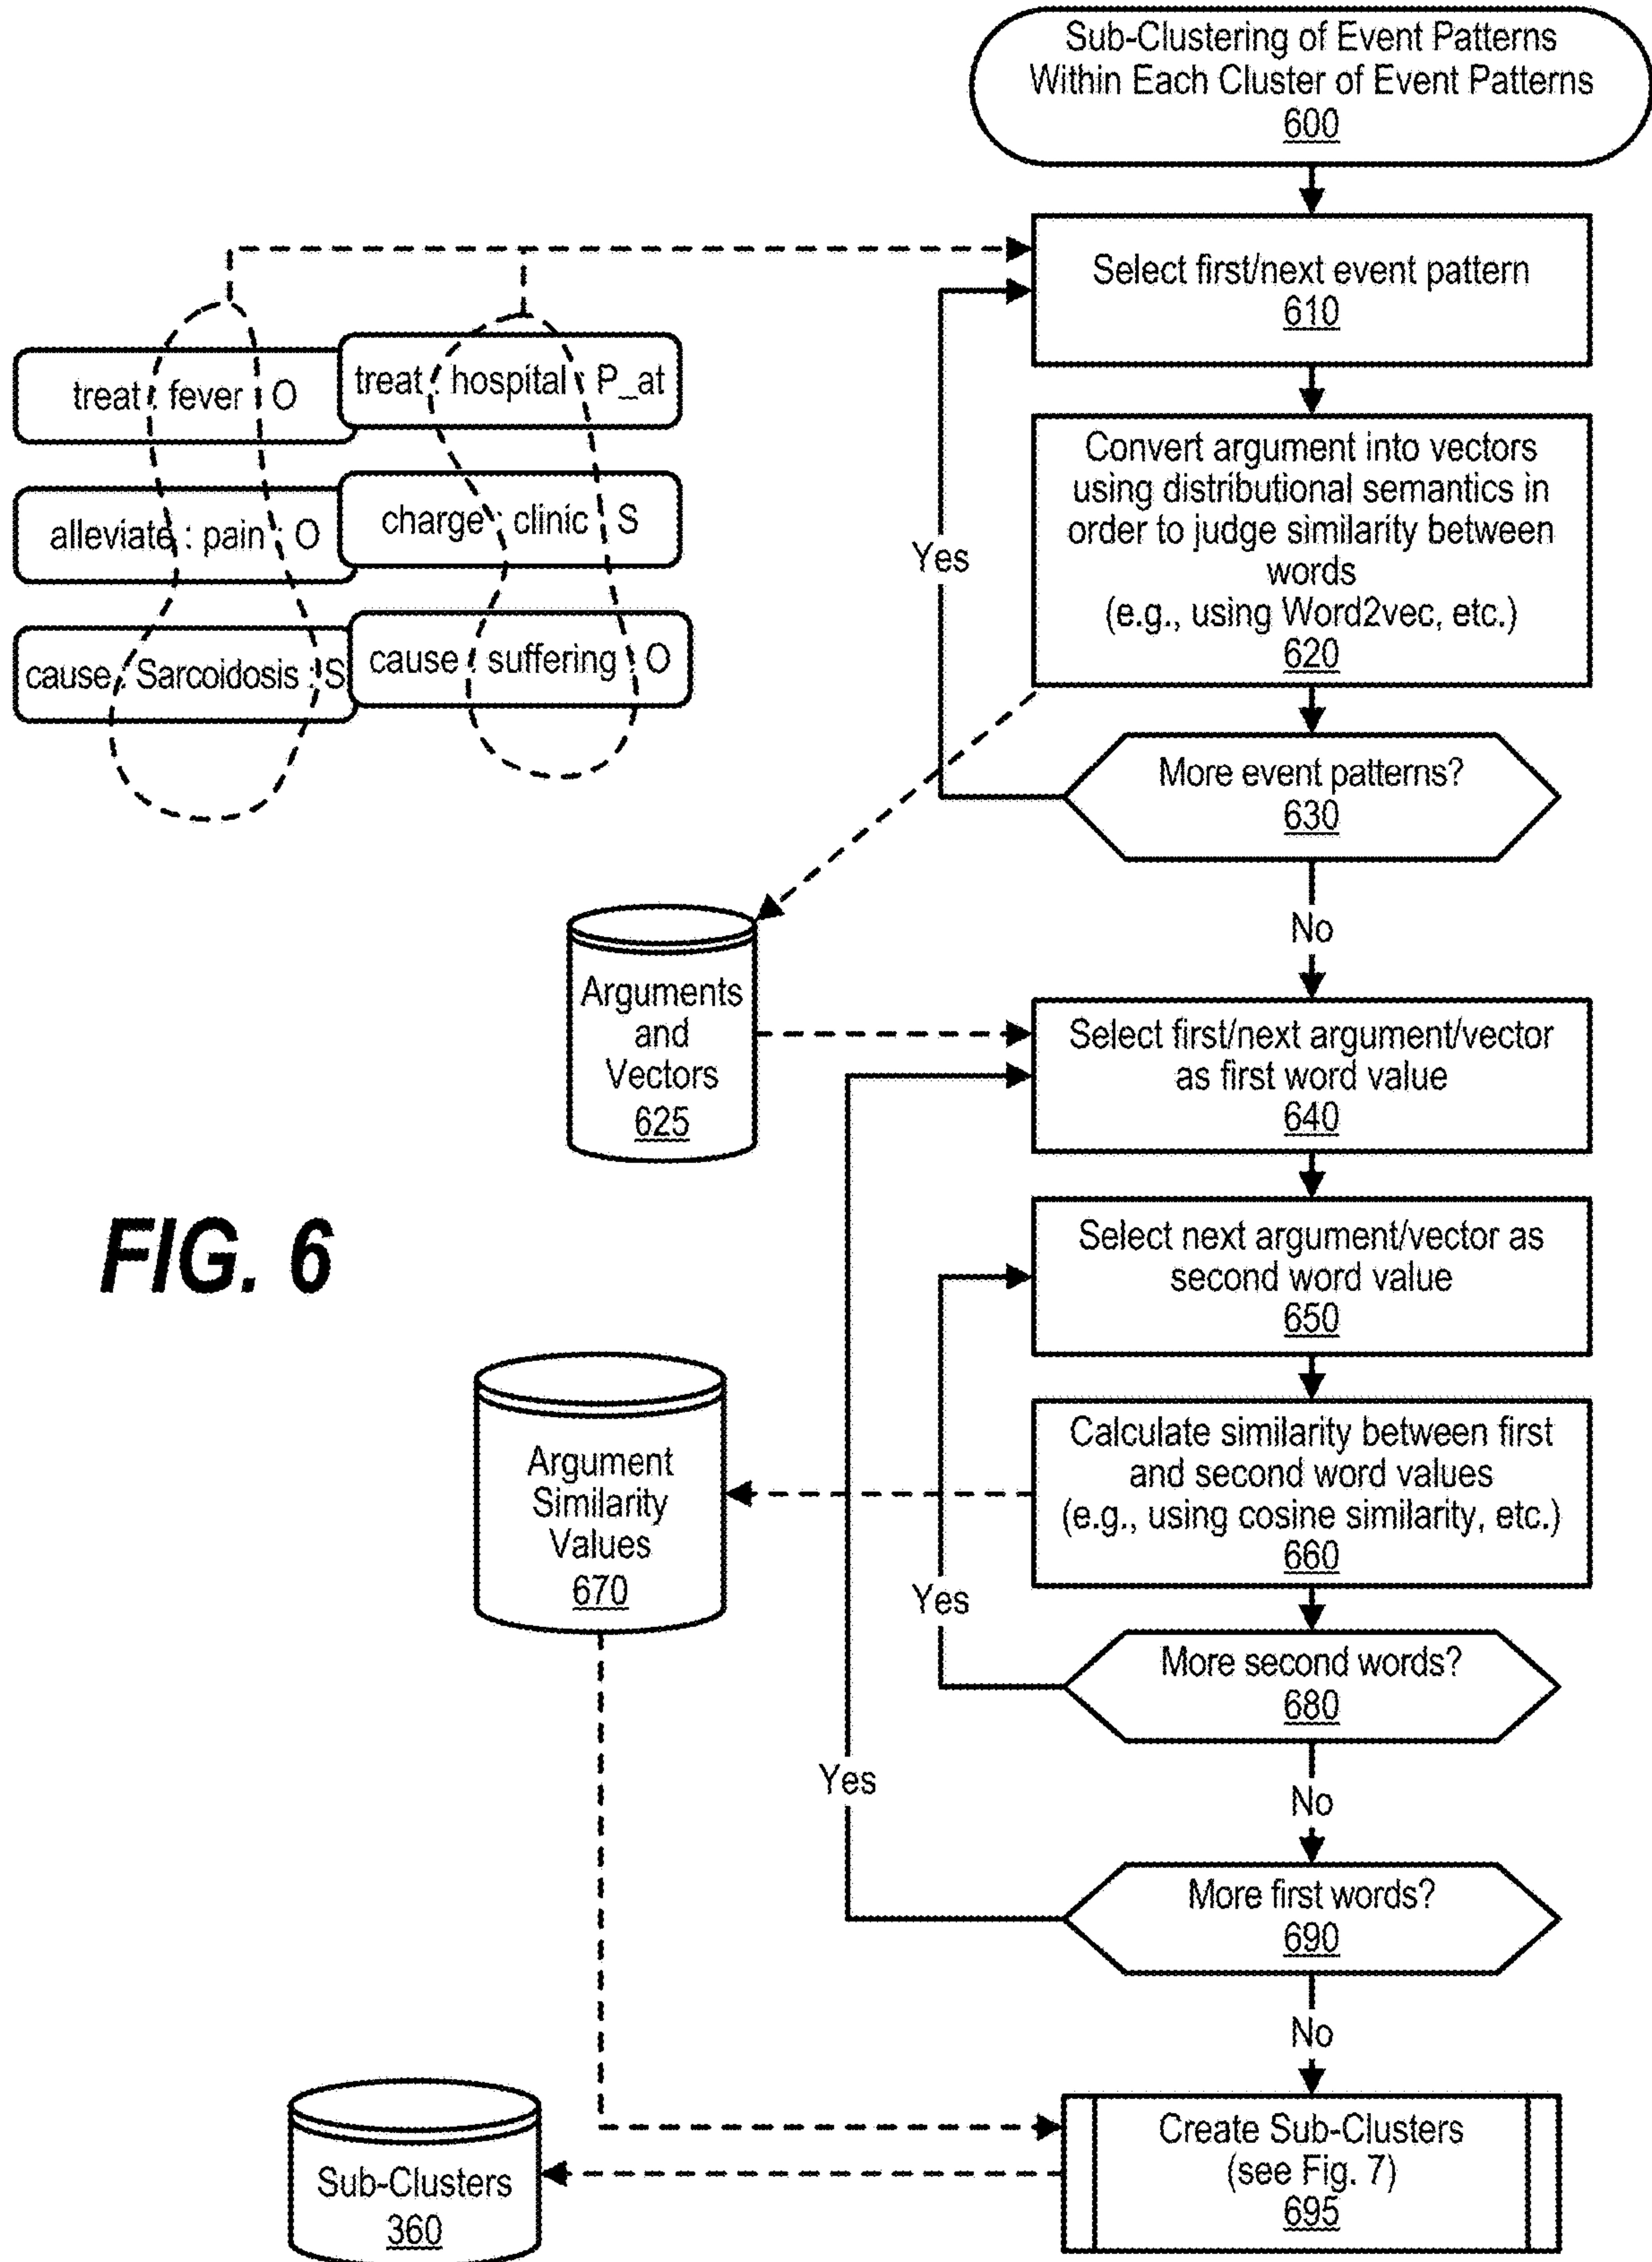 Sub-Clustering of Event Patterns
Within Each Cluster of Event Patterns
600
Select first/next event pattern
610
treat : fever : O
treat : hospital : P_at
alleviate : pain : O
charge : clinic : S
cause : Sarcoidosis : S
cause : suffering : O
Convert argument into vectors
using distributional semantics in
order to judge similarity between
words
(e.g., using Word2vec, etc.)
620
Yes
More event patterns?
630
No
Arguments
and
Vectors
625
Select first/next argument/vector
as first word value
640
FIG. 6
Select next argument/vector as
second word value
650
Argument
Similarity
Values
670
Calculate similarity between first
and second word values
(e.g., using cosine similarity, etc.)
660
Yes
More second words?
680
Yes
No
More first words?
690
No
Sub-Clusters
360
Create Sub-Clusters
(see Fig. 7)
695